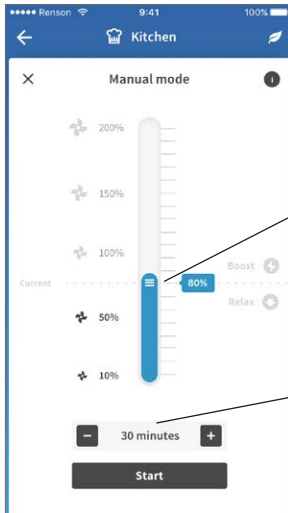 Renson 9:41 100%
Kitchen
Manual mode
200%
150%
100%
Boost
Current 80%
Relax
50%
10%
30 minutes
Start